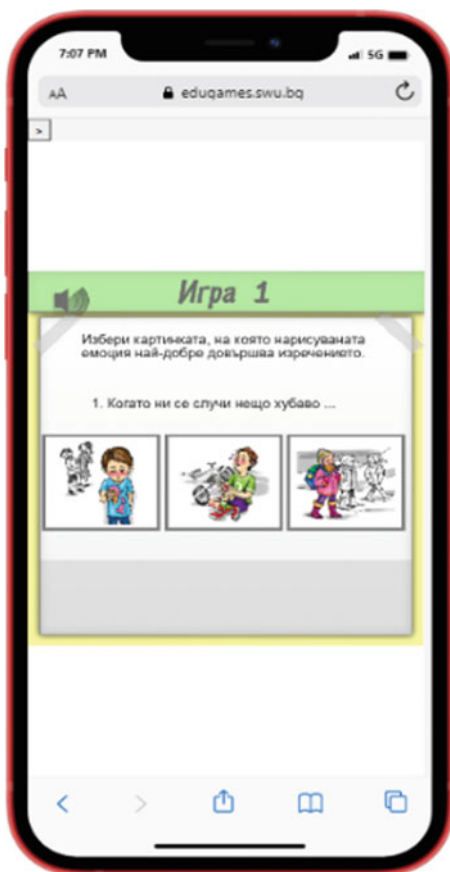 7:07 PM
5G
AA
edugames.swu.bg
>
Игра 1
Избери картинката, на която нарисуваната
емоция най-добре довършва изречението.
1. Когато ни се случи нещо хубаво ...